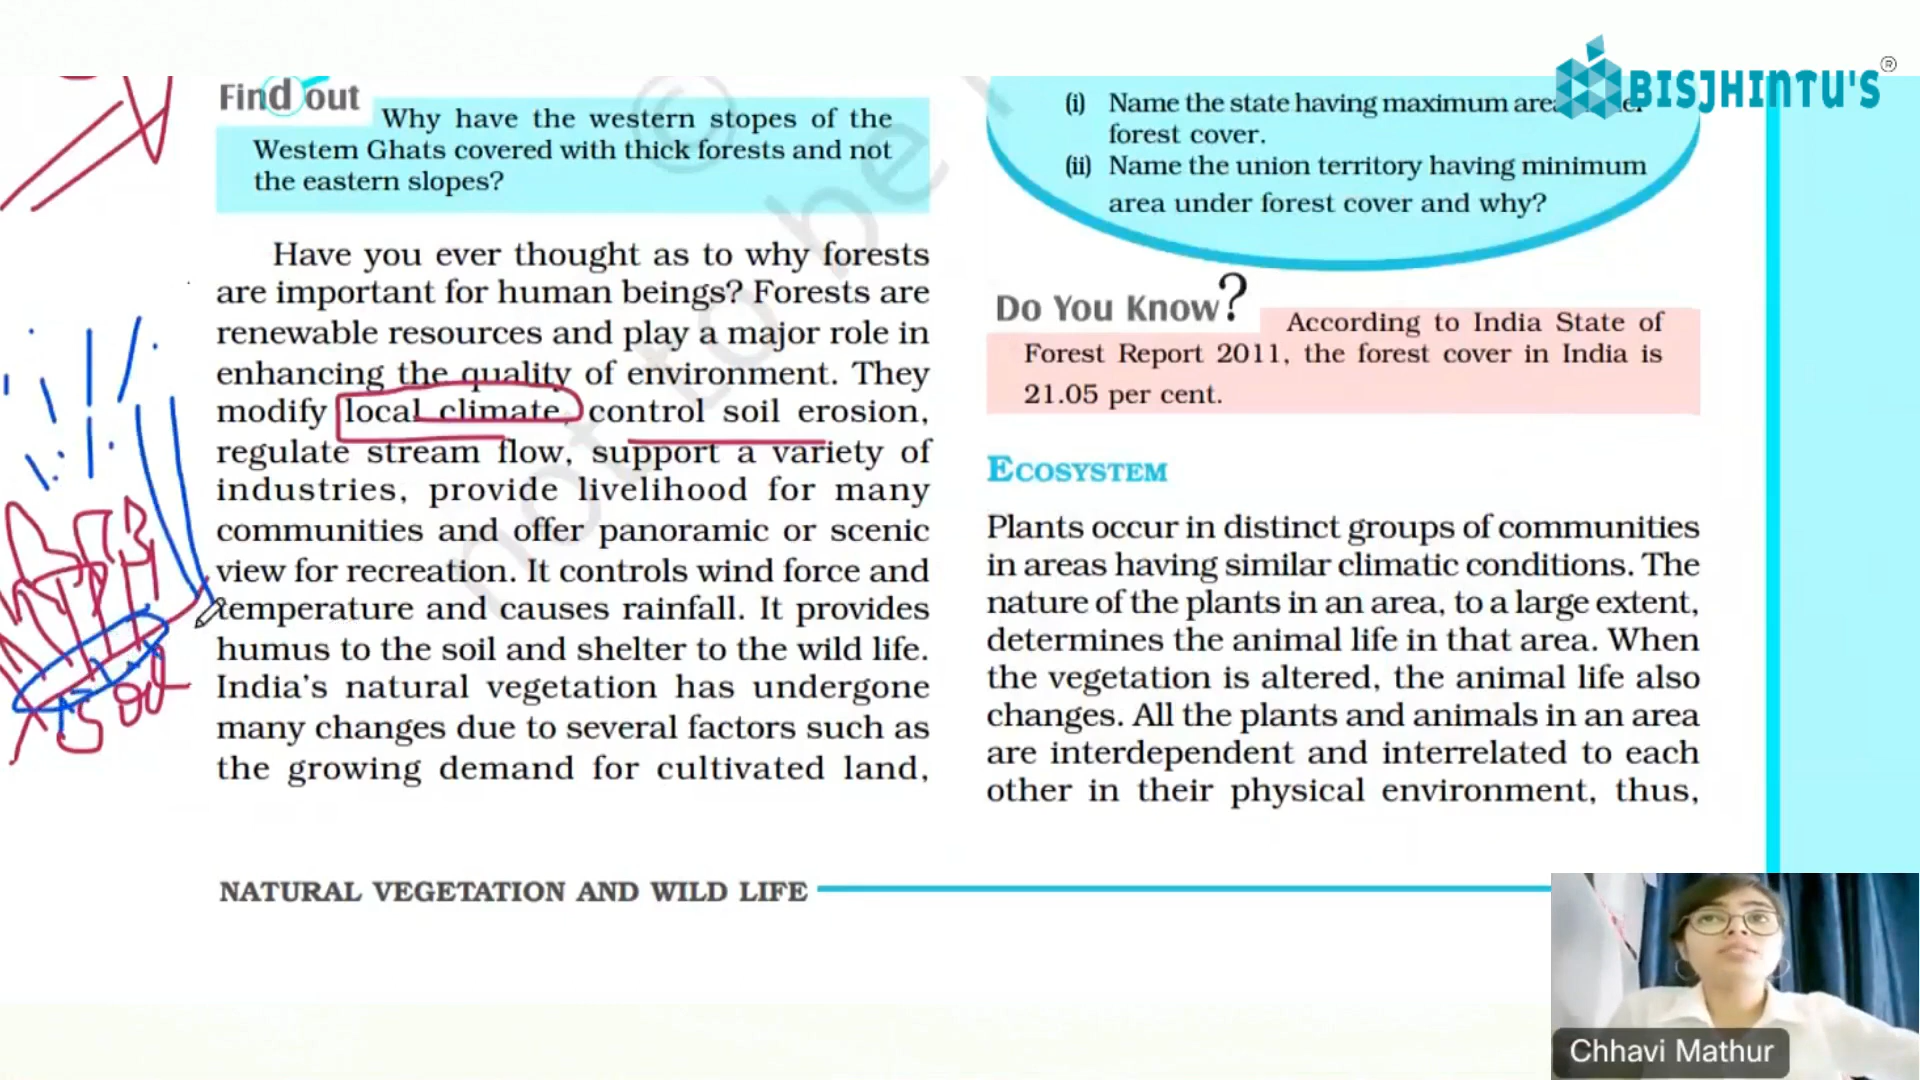 BISJHINTU'S
®
Find out
Why have the western stopes of the
Westem Ghats covered with thick forests and not
the eastern slopes?
Have you ever thought as to why forests
are important for human beings? Forests are
renewable resources and play a major role in
enhancing the quality of environment. They
modify local climate, control soil erosion,
regulate stream flow, support a variety of
industries, provide livelihood for many
communities and offer panoramic or scenic
view for recreation. It controls wind force and
temperature and causes rainfall. It provides
humus to the soil and shelter to the wild life.
India's natural vegetation has undergone
many changes due to several factors such as
the growing demand for cultivated land,
soil
(i) Name the state having maximum area
forest cover.
(ii) Name the union territory having minimum
area under forest cover and why?
Do You Know?
According to India State of
Forest Report 2011, the forest cover in India is
21.05 per cent.
ECOSYSTEM
Plants occur in distinct groups of communities
in areas having similar climatic conditions. The
nature of the plants in an area, to a large extent,
determines the animal life in that area. When
the vegetation is altered, the animal life also
changes. All the plants and animals in an area
are interdependent and interrelated to each
other in their physical environment, thus,
NATURAL VEGETATION AND WILD LIFE
© not to be
Chhavi Mathur